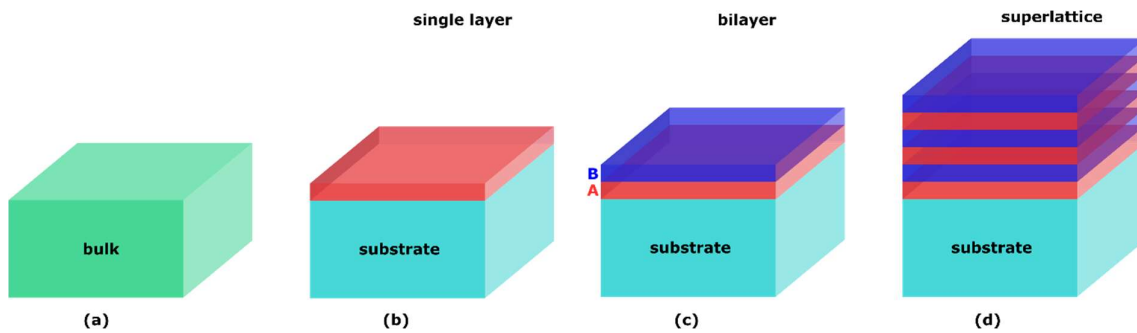 single layer
bilayer
superlattice
B
A
bulk
substrate
substrate
substrate
(a)
(b)
(c)
(d)